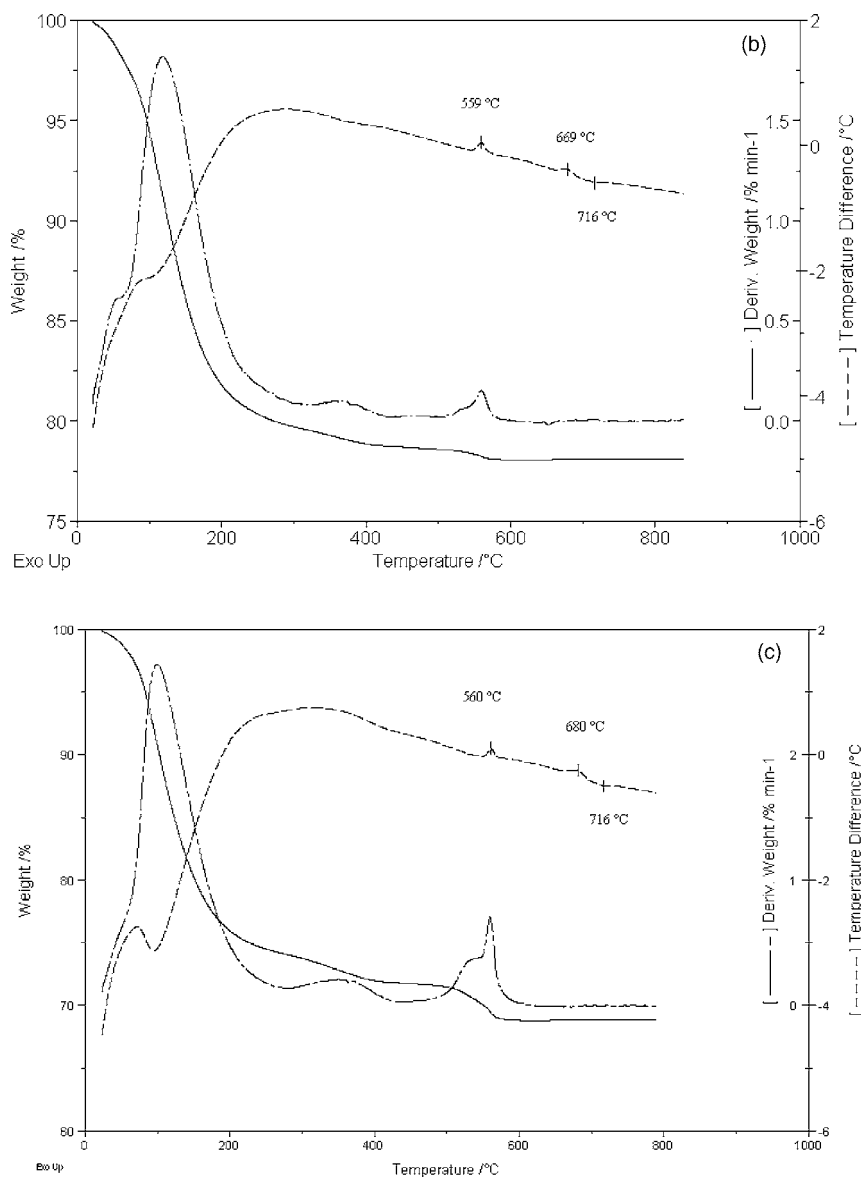 (b)
100
95
90
85
80
75
Weight /%
559 °C
669 °C
716 °C
2
0
-2
-4
-6
1.5
1.0
0.5
0.0
[ —— · ] Deriv. Weight /% min-1
[ – – – – ] Temperature Difference /°C
0
200
400
600
800
1000
Exo Up
Temperature /°C
(c)
100
90
80
70
60
Weight /%
560 °C
680 °C
716 °C
2
0
-2
-4
-6
2
1
0
[ —— – ] Deriv. Weight /% min-1
[ – – – – ] Temperature Difference /°C
0
200
400
600
800
1000
Exo Up
Temperature /°C